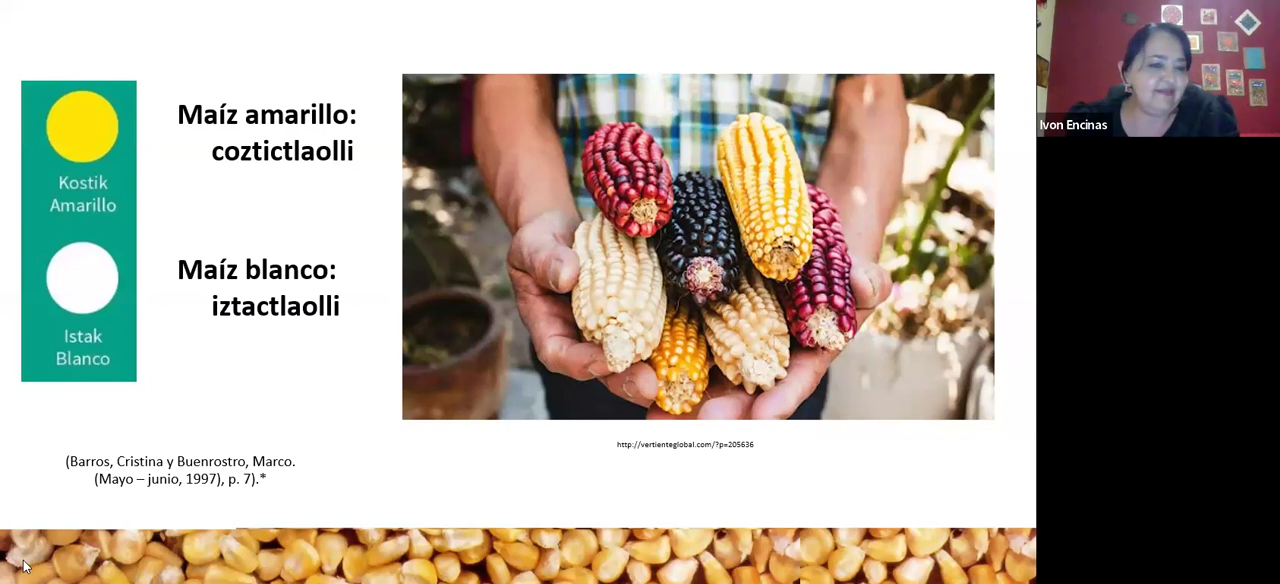 Kostik
Amarillo
Istak
Blanco
Maíz amarillo:
coztictlaolli
Maíz blanco:
iztactlaolli
(Barros, Cristina y Buenrostro, Marco.
(Mayo – junio, 1997), p. 7).*
http://vertienteglobal.com/?p=205636
Ivon Encinas